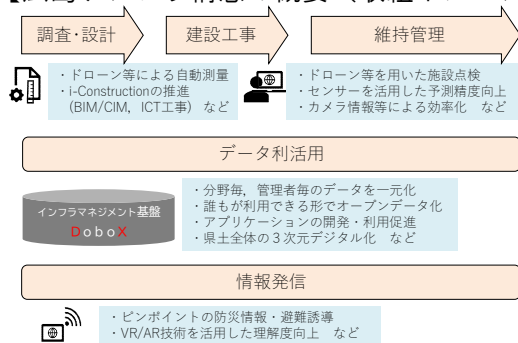 調査・設計
建設工事
維持管理
・ドローン等による自動測量
・i-Constructionの推進
(BIM/CIM，ICT工事) など
・ドローン等を用いた施設点検
・センサーを活用した予測精度向上
・カメラ情報等による効率化　など
データ利活用
インフラマネジメント基盤
DoboX
・分野毎，管理者毎のデータを一元化
・誰もが利用できる形でオープンデータ化
・アプリケーションの開発・利用促進
・県土全体の３次元デジタル化　など
情報発信
・ピンポイントの防災情報・避難誘導
・VR/AR技術を活用した理解度向上　など